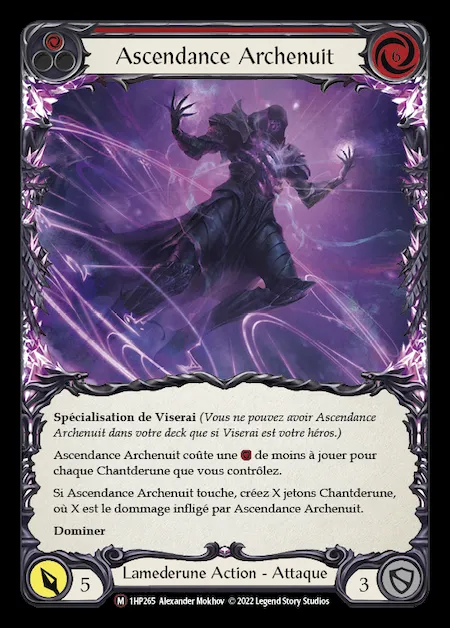 Ascendance Archenuit
6
Spécialisation de Viserai (Vous ne pouvez avoir Ascendance
Archenuit dans votre deck que si Viserai est votre héros.)
Ascendance Archenuit coûte une de moins à jouer pour
chaque Chantderune que vous contrôlez.
Si Ascendance Archenuit touche, créez X jetons Chantderune,
où X est le dommage infligé par Ascendance Archenuit.
Dominer
5
Lamederune Action - Attaque
3
M 1HP265 Alexander Mokhov © 2022 Legend Story Studios